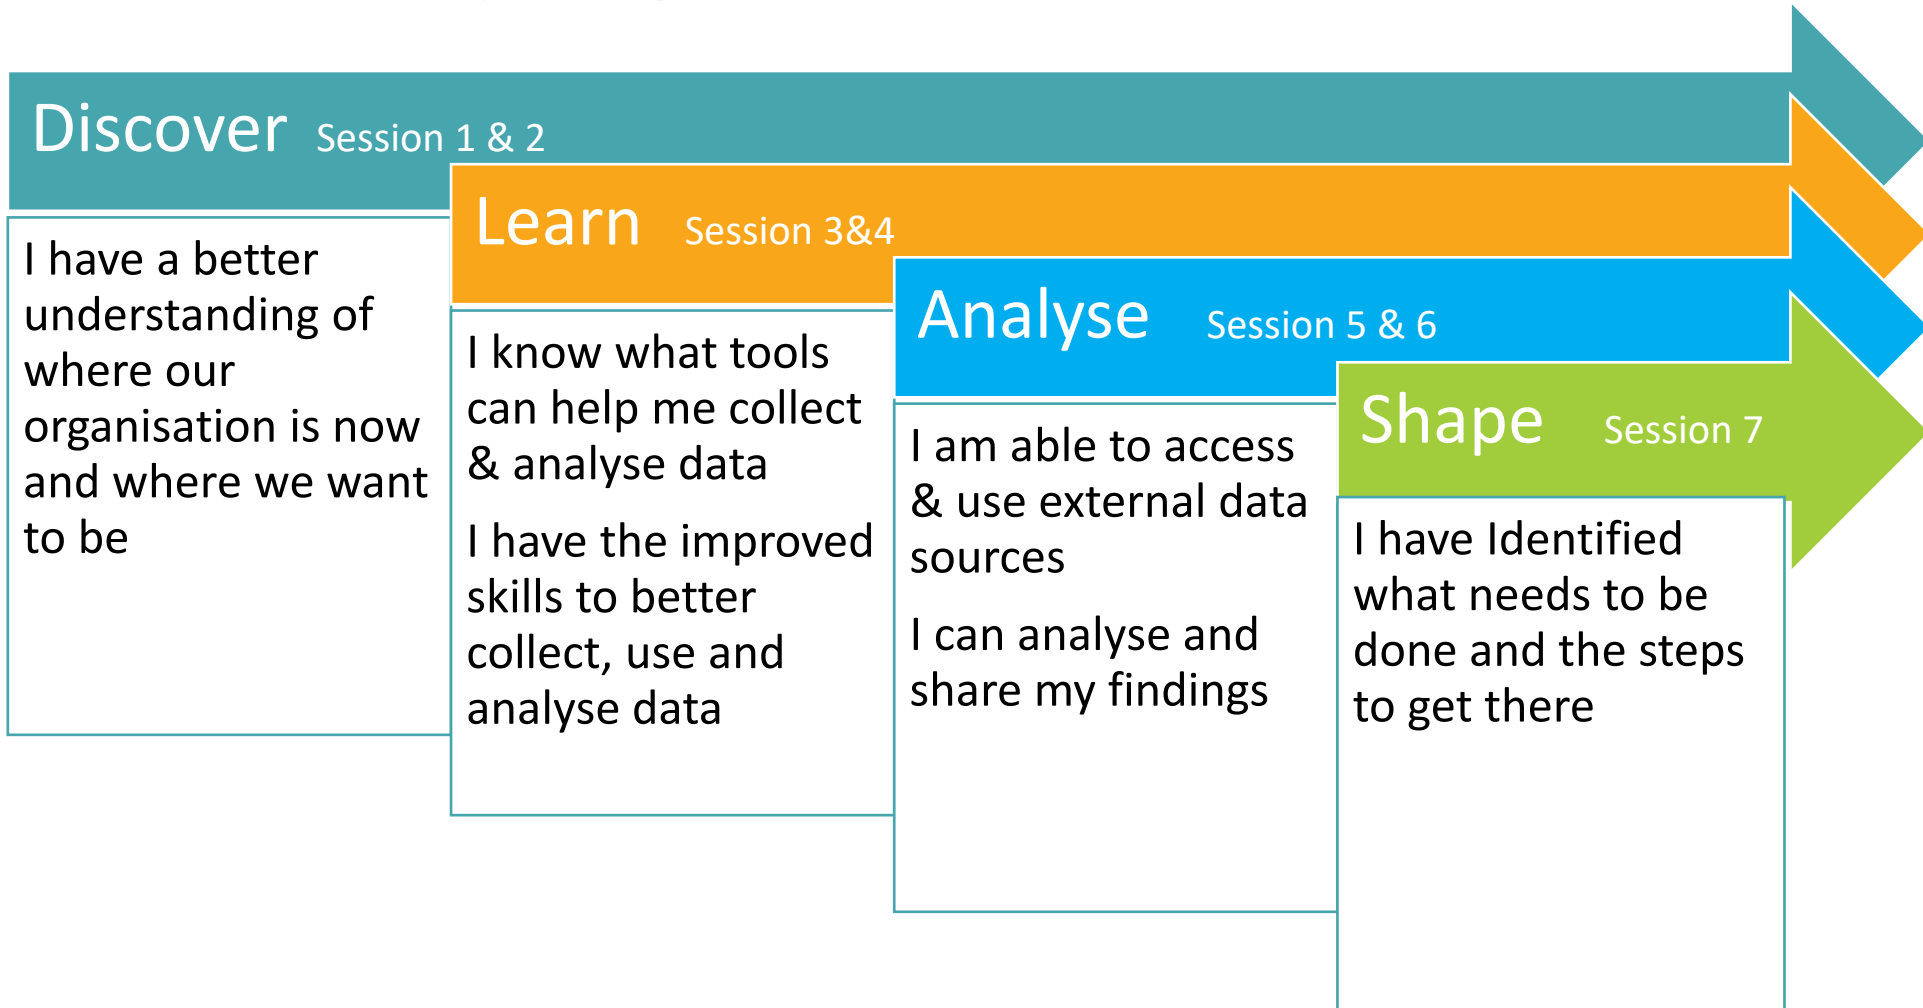 Discover Session 1 & 2
I have a better
understanding of
where our
organisation is now
and where we want
to be
Learn Session 3&4
I know what tools
can help me collect
& analyse data
I have the improved
skills to better
collect, use and
analyse data
Analyse Session 5 & 6
I am able to access
& use external data
sources
I can analyse and
share my findings
Shape Session 7
I have Identified
what needs to be
done and the steps
to get there